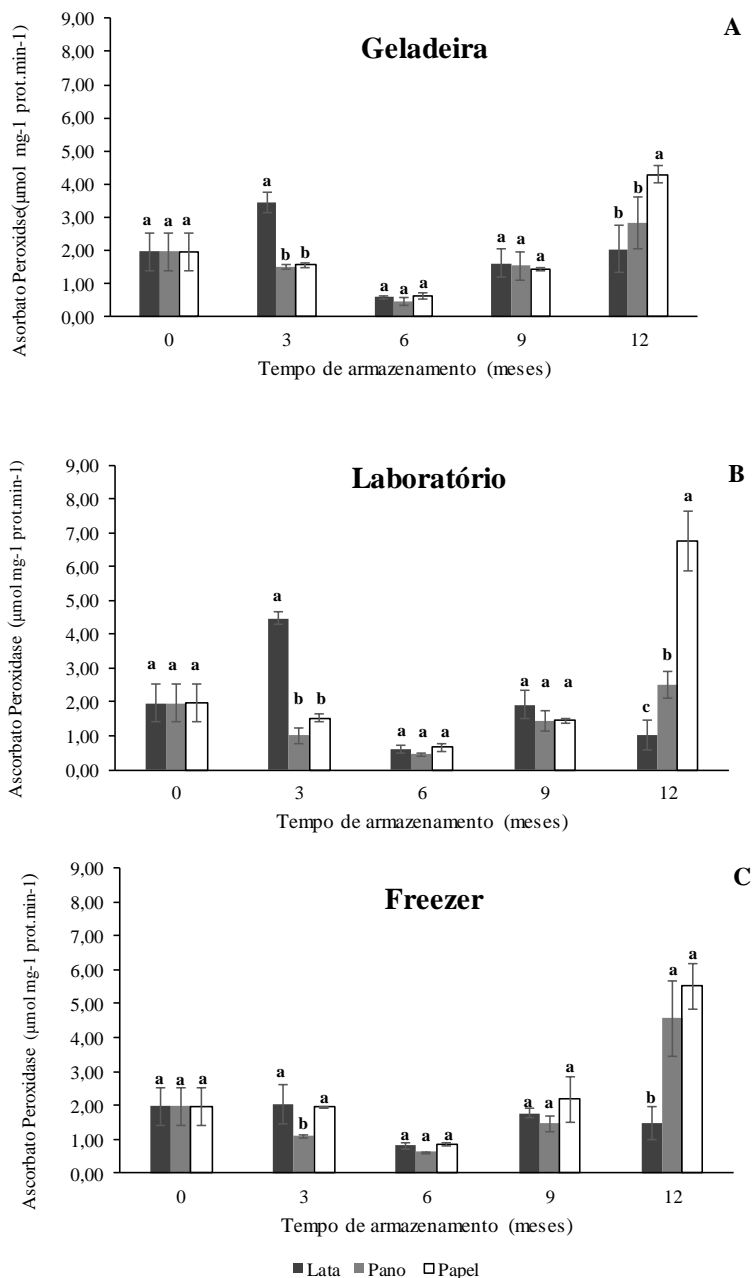 A
Geladeira
Asorbato Peroxidse(μmol mg-1 prot.min-1)
9,00
8,00
7,00
6,00
5,00
4,00
3,00
2,00
1,00
0,00
a a a
a b b
a a a
a a a
b b a
0 3 6 9 12
Tempo de armazenamento (meses)
B
Laboratório
Ascorbato Peroxidase (μmol mg-1 prot.min-1)
9,00
8,00
7,00
6,00
5,00
4,00
3,00
2,00
1,00
0,00
a a a
a b b
a a a
a a a
c b a
0 3 6 9 12
Tempo de armazenamento (meses)
C
Freezer
Ascorbato Peroxidase (μmol mg-1 prot.min-1)
9,00
8,00
7,00
6,00
5,00
4,00
3,00
2,00
1,00
0,00
a a a
a b a
a a a
a a a
b a a
0 3 6 9 12
Tempo de armazenamento (meses)
Lata Pano Papel